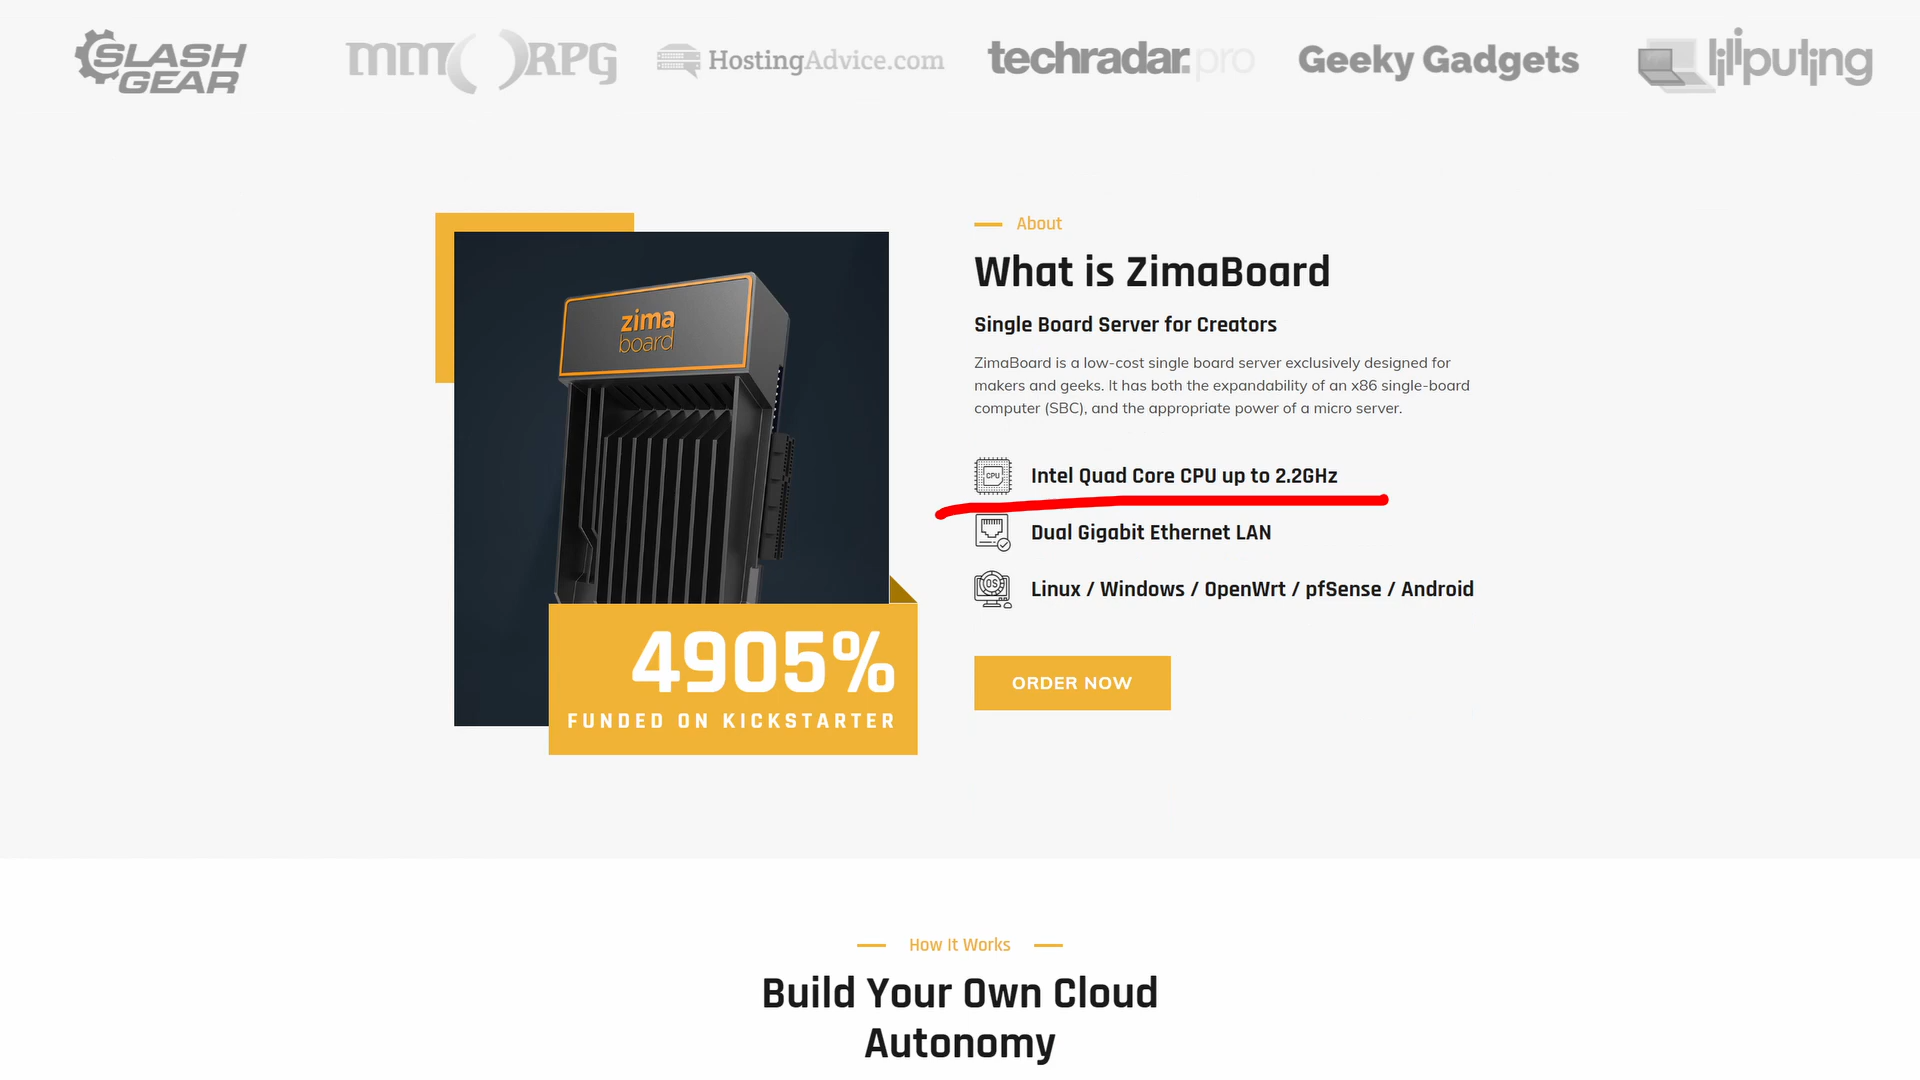 SLASH
GEAR
mmORPG
HostingAdvice.com
techradar.pro
Geeky Gadgets
liliputing
zima
board
4905%
FUNDED ON KICKSTARTER
About
What is ZimaBoard
Single Board Server for Creators
ZimaBoard is a low-cost single board server exclusively designed for
makers and geeks. It has both the expandability of an x86 single-board
computer (SBC), and the appropriate power of a micro server.
CPU
Intel Quad Core CPU up to 2.2GHz
Dual Gigabit Ethernet LAN
OS
Linux / Windows / OpenWrt / pfSense / Android
ORDER NOW
How It Works
Build Your Own Cloud
Autonomy